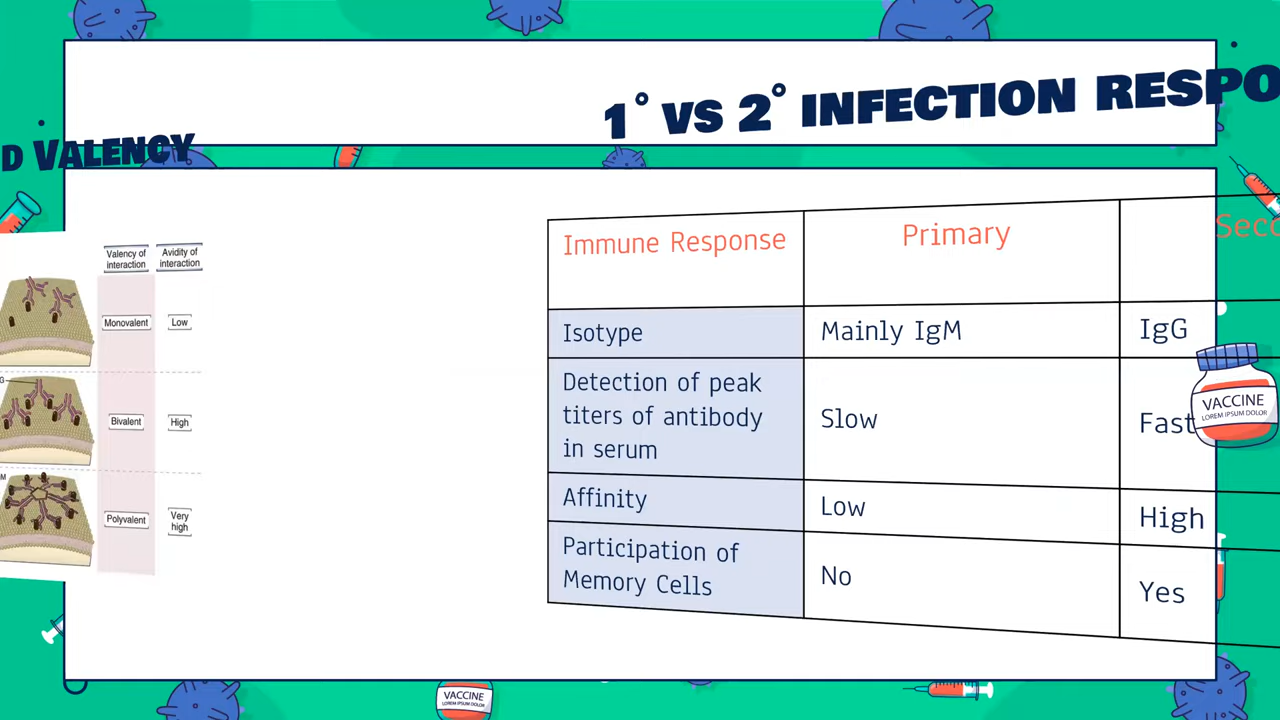 1° VS 2° INFECTION RESPO
D VALENCY
Valency of
interaction
Avidity of
interaction
Monovalent
Low
G
Bivalent
High
M
Polyvalent
Very
high
Immune Response
Primary
Seco
Isotype
Mainly IgM
IgG
Detection of peak
titers of antibody
in serum
Slow
Fast
Affinity
Low
High
Participation of
Memory Cells
No
Yes
VACCINE
LOREM IPSUM DOLOR
VACCINE
LOREM IPSUM DOLOR